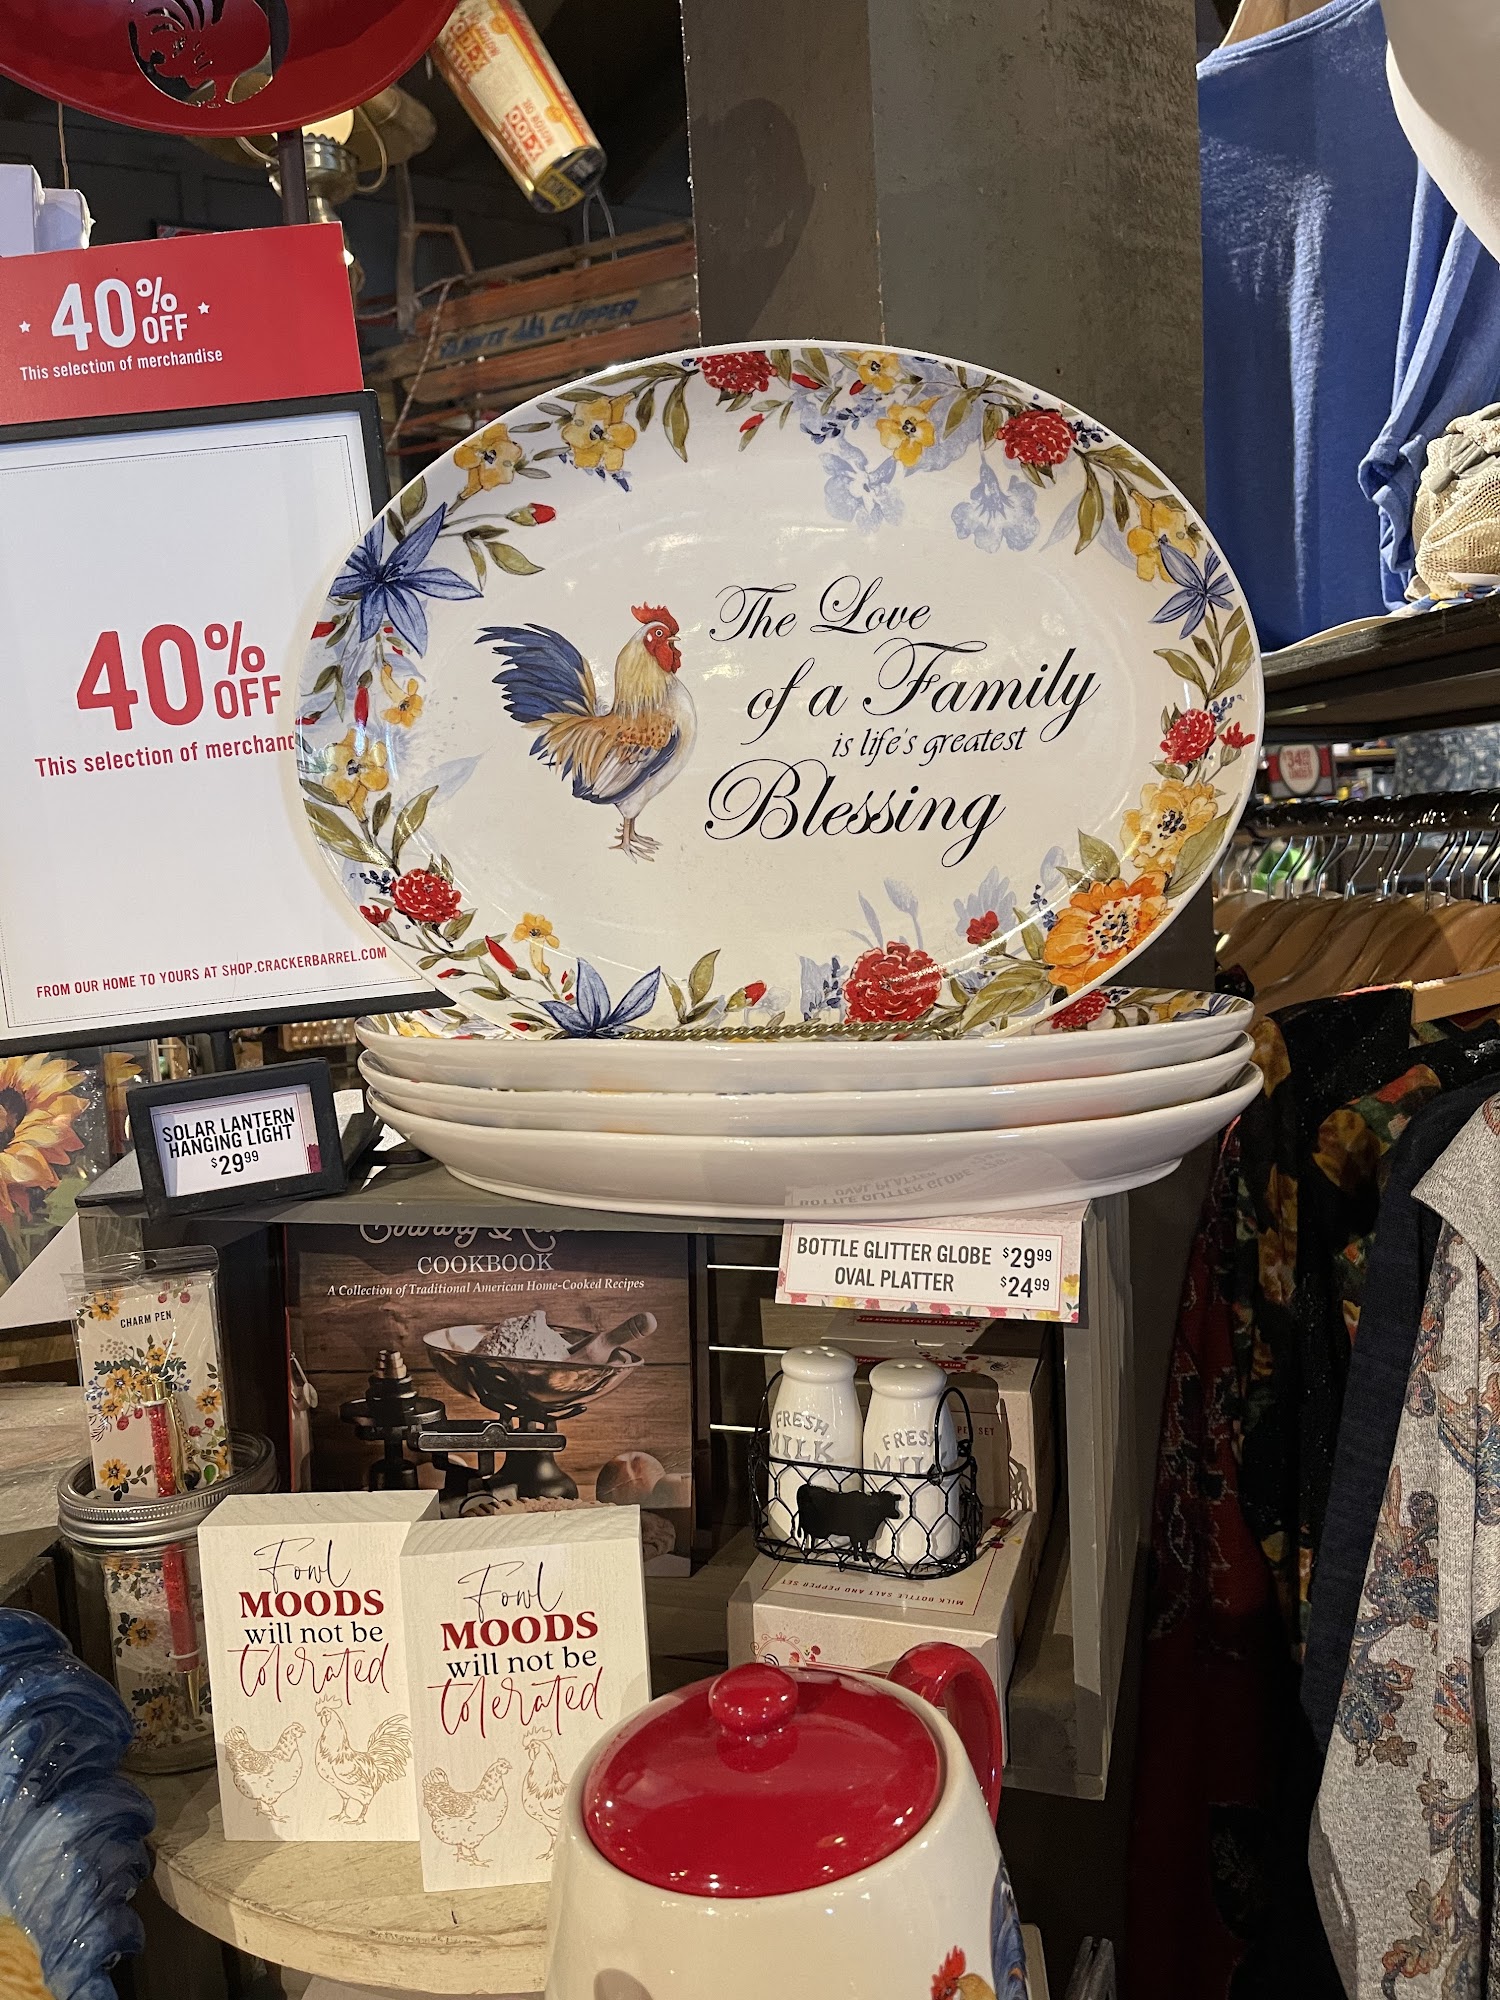 40% OFF
This selection of merchandise
40% OFF
This selection of
FROM OUR HOME TO YOURS AT SHOP.CRACKERBARREL.COM
CLIPPER
The Love
of a Family
is life's greatest
Blessing
SOLAR LANTERN
HANGING LIGHT
$29.99
BOTTLE GLITTER GLOBE $29.99
OVAL PLATTER $24.99
COOKBOOK
A Collection of Traditional American Home-Cooked Recipes
CHARM PEN
FRESH
MILK
FRESH
MILK
MILK BOTTLE SALT AND PEPPER SET
Fowl
MOODS
will not be
tolerated
Fowl
MOODS
will not be
tolerated